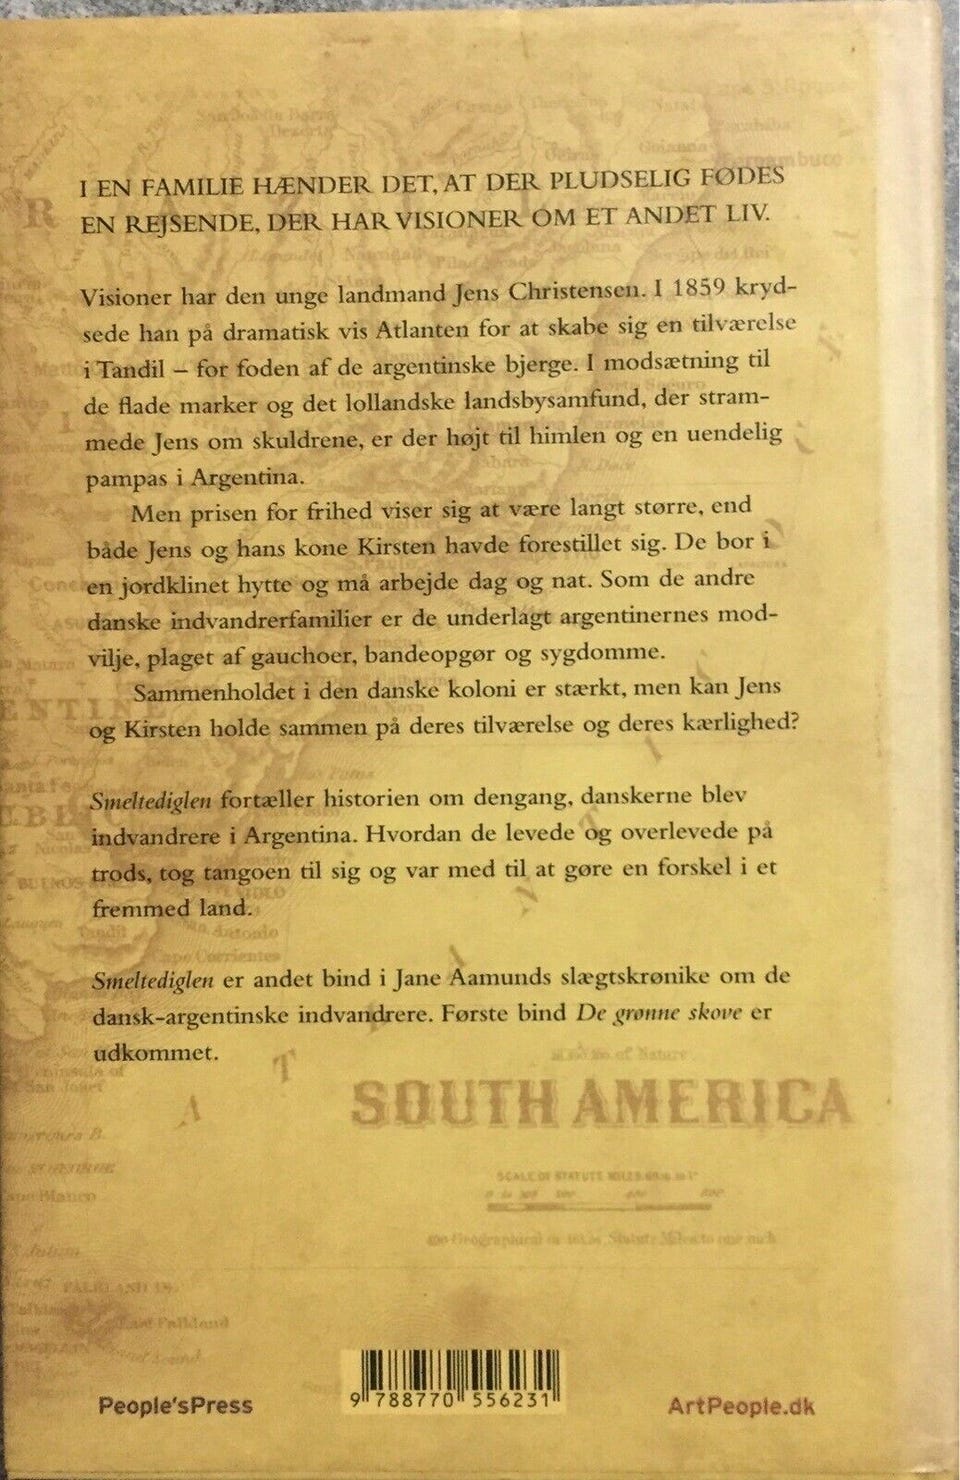 I EN FAMILIE HÆNDER DET, AT DER PLUDSELIG FØDES
EN REJSENDE, DER HAR VISIONER OM ET ANDET LIV.
Visioner har den unge landmand Jens Christensen. I 1859 kryd-
sede han på dramatisk vis Atlanten for at skabe sig en tilværelse
i Tandil – for foden af de argentinske bjerge. I modsætning til
de flade marker og det lollandske landsbysamfund, der stram-
mede Jens om skuldrene, er der højt til himlen og en uendelig
pampas i Argentina.
Men prisen for frihed viser sig at være langt større, end
både Jens og hans kone Kirsten havde forestillet sig. De bor i
en jordklinet hytte og må arbejde dag og nat. Som de andre
danske indvandrerfamilier er de underlagt argentinernes mod-
vilje, plaget af gauchoer, bandeopgør og sygdomme.
Sammenholdet i den danske koloni er stærkt, men kan Jens
og Kirsten holde sammen på deres tilværelse og deres kærlighed?
Smeltediglen fortæller historien om dengang, danskerne blev
indvandrere i Argentina. Hvordan de levede og overlevede på
trods, tog tangoen til sig og var med til at gøre en forskel i et
fremmed land.
Smeltediglen er andet bind i Jane Aamunds slægtskrønike om de
dansk-argentinske indvandrere. Første bind De grønne skove er
udkommet.
SOUTH AMERICA
SCALE OF STATUTE MILES
FALKLAND IS.
East Falkland
9 788770 556231
People'sPress
ArtPeople.dk